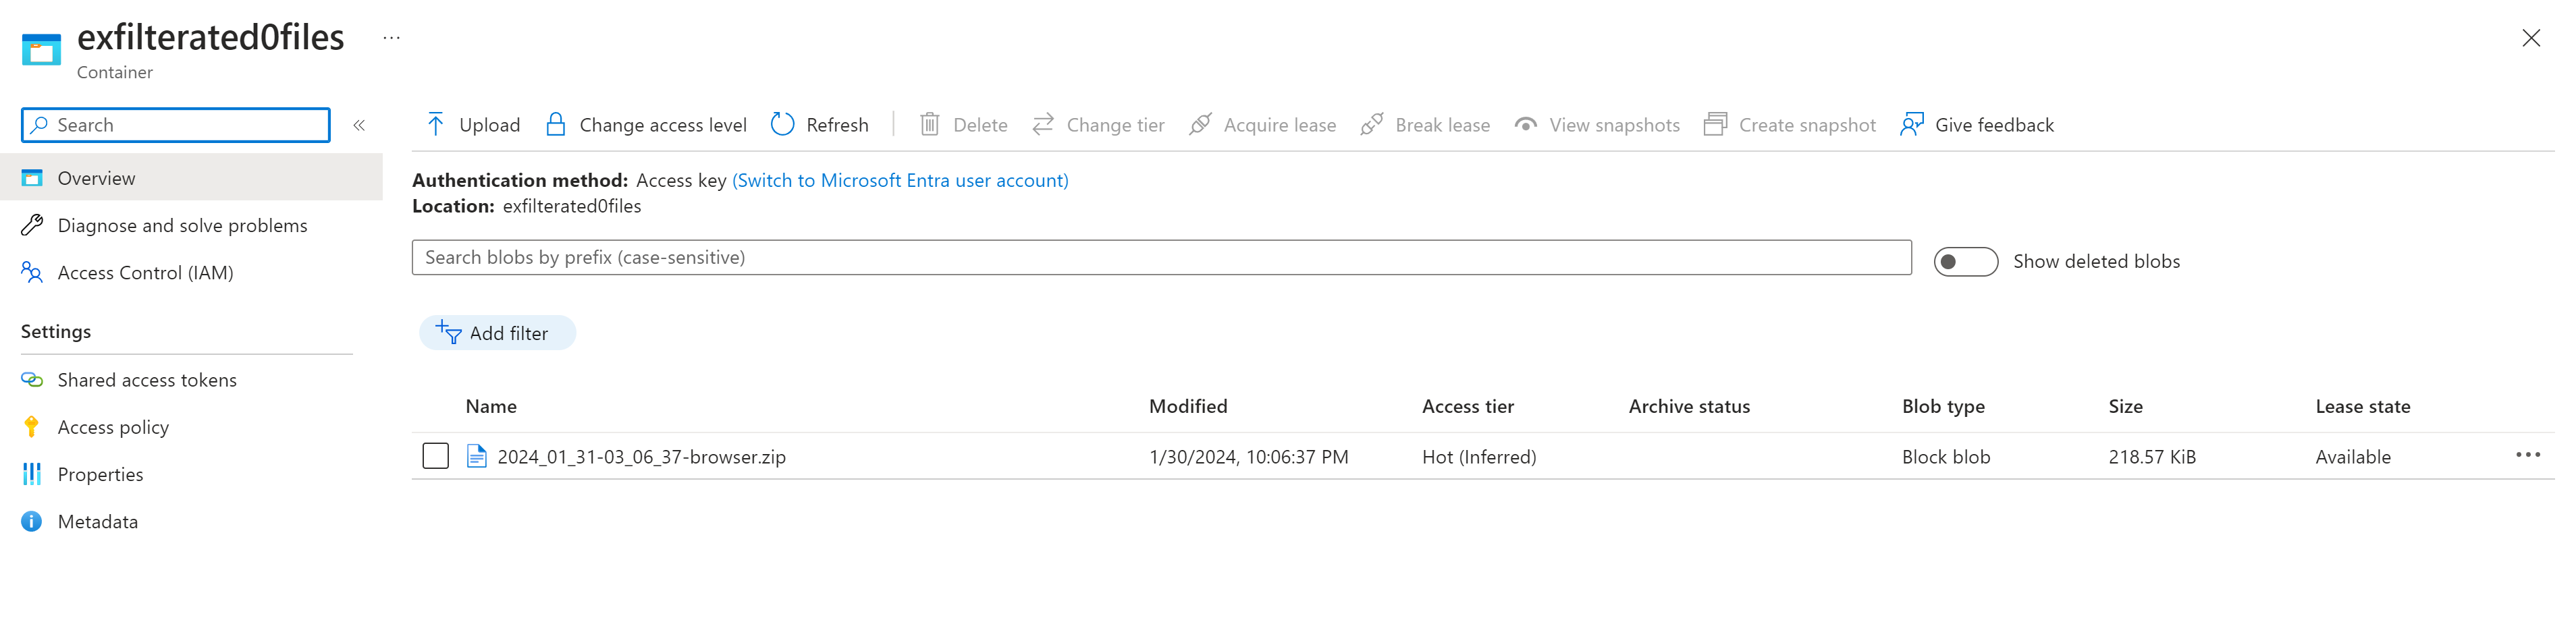 exfilterated0files ...
Container
Search «
Upload Change access level Refresh Delete Change tier Acquire lease Break lease View snapshots Create snapshot Give feedback
Overview
Diagnose and solve problems
Access Control (IAM)
Settings
Shared access tokens
Access policy
Properties
Metadata
Authentication method: Access key (Switch to Microsoft Entra user account)
Location: exfilterated0files
Search blobs by prefix (case-sensitive)
Show deleted blobs
Add filter
Name Modified Access tier Archive status Blob type Size Lease state
2024_01_31-03_06_37-browser.zip 1/30/2024, 10:06:37 PM Hot (Inferred) Block blob 218.57 KiB Available ...